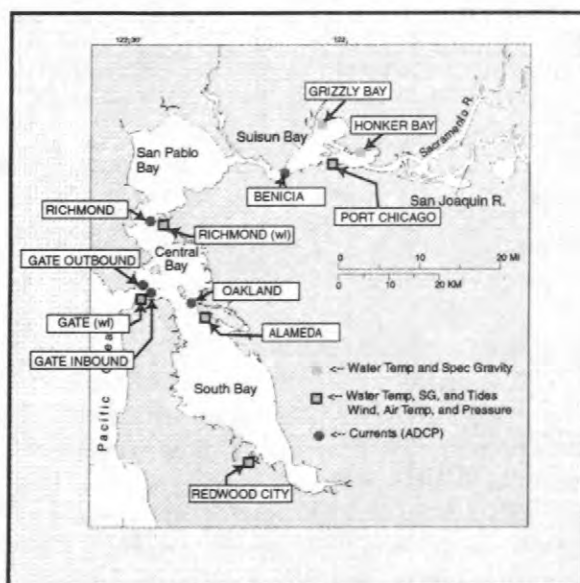 122,30'
122,
GRIZZLY BAY
HONKER BAY
Suisun Bay
Sacramento R.
San Pablo
Bay
BENICIA
San Joaquin R.
PORT CHICAGO
RICHMOND
RICHMOND (wl)
Central
Bay
GATE OUTBOUND
OAKLAND
0 20 MI
0 20 KM
GATE (wl)
ALAMEDA
GATE INBOUND
<-- Water Temp and Spec Gravity
South Bay
<-- Water Temp, SG, and Tides
Wind, Air Temp, and Pressure
<-- Currents (ADCP)
Pacific
REDWOOD CITY